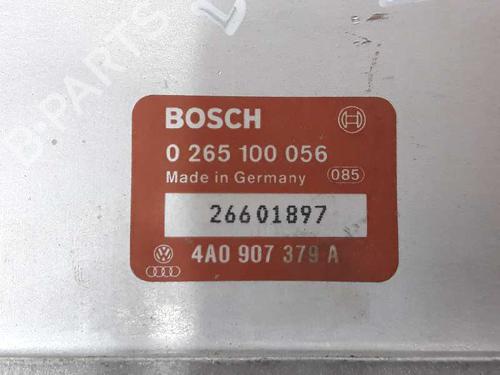 B-PARTS
BOSCH
0 265 100 056
Made in Germany 085
26601897
4A0 907 379 A